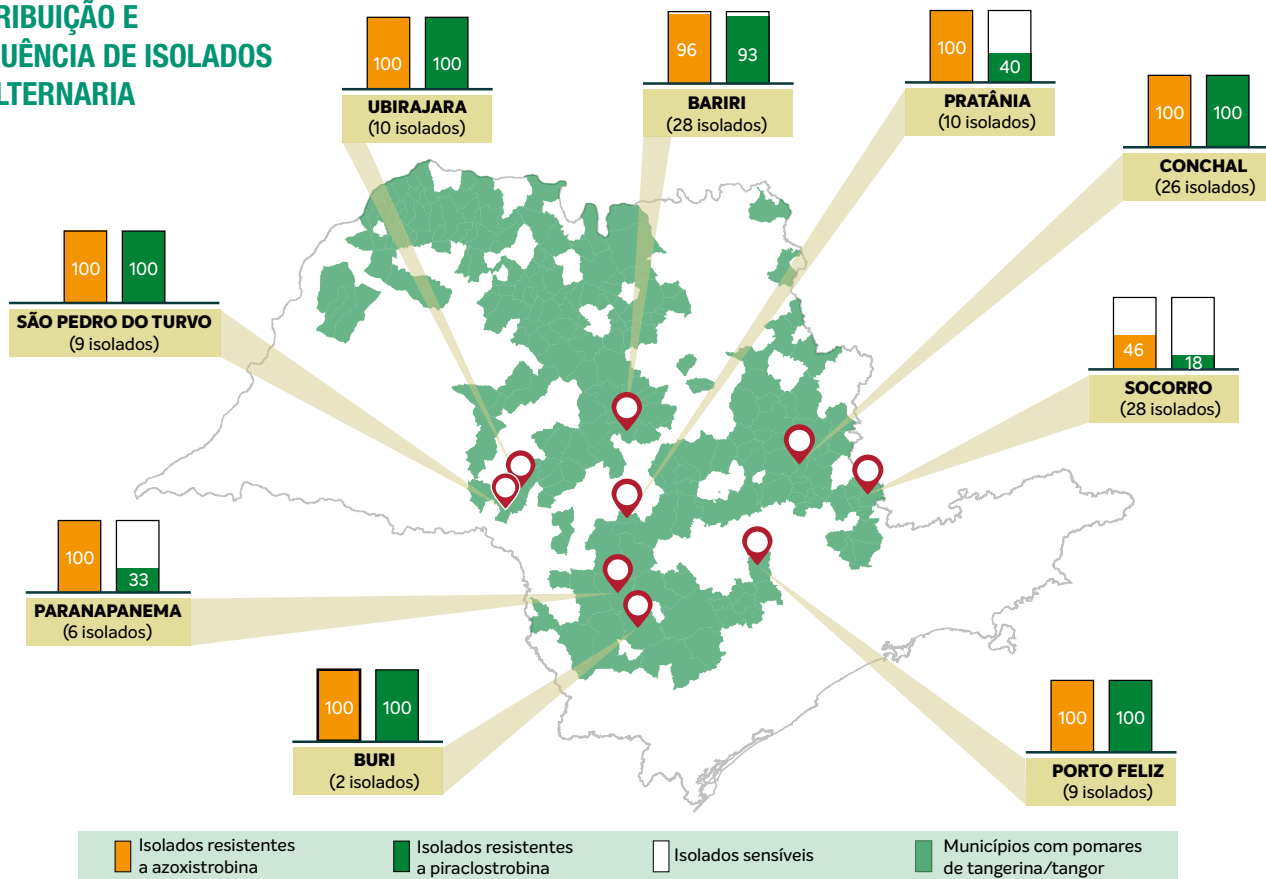 RIBUIÇÃO E
UÊNCIA DE ISOLADOS
LTERNARIA
100 100
UBIRAJARA
(10 isolados)
96 93
BARIRI
(28 isolados)
100 40
PRATÂNIA
(10 isolados)
100 100
CONCHAL
(26 isolados)
100 100
SÃO PEDRO DO TURVO
(9 isolados)
46 18
SOCORRO
(28 isolados)
100 33
PARANAPANEMA
(6 isolados)
100 100
BURI
(2 isolados)
100 100
PORTO FELIZ
(9 isolados)
Isolados resistentes
a azoxistrobina
Isolados resistentes
a piraclostrobina
Isolados sensíveis
Municípios com pomares
de tangerina/tangor